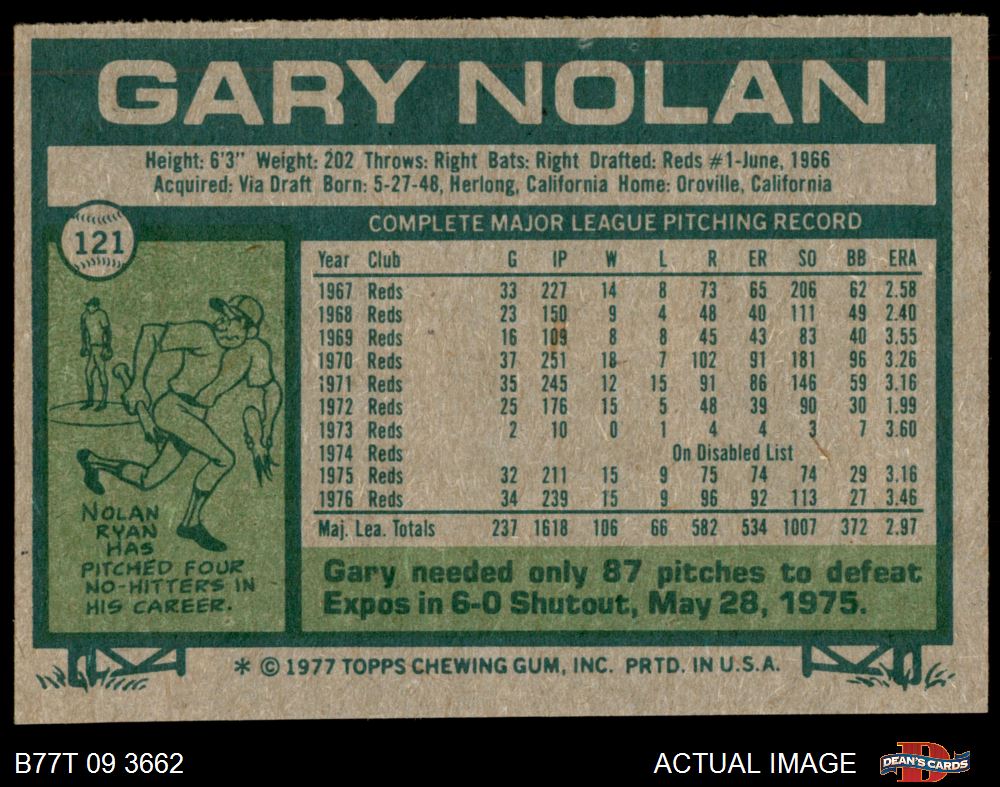 GARY NOLAN
Height: 6'3" Weight: 202 Throws: Right Bats: Right Drafted: Reds #1-June, 1966
Acquired: Via Draft Born: 5-27-48, Herlong, California Home: Oroville, California
121
COMPLETE MAJOR LEAGUE PITCHING RECORD
Year Club G IP W L R ER SO BB ERA
1967 Reds 33 227 14 8 73 65 206 62 2.58
1968 Reds 23 150 9 4 48 40 111 49 2.40
1969 Reds 16 109 8 8 45 43 83 40 3.55
1970 Reds 37 251 18 7 102 91 181 96 3.26
1971 Reds 35 245 12 15 91 86 146 59 3.16
1972 Reds 25 176 15 5 48 39 90 30 1.99
1973 Reds 2 10 0 1 4 4 3 7 3.60
1974 Reds On Disabled List
1975 Reds 32 211 15 9 75 74 74 29 3.16
1976 Reds 34 239 15 9 96 92 113 27 3.46
Maj. Lea. Totals 237 1618 106 66 582 534 1007 372 2.97
NOLAN
RYAN
HAS
PITCHED FOUR
NO-HITTERS IN
HIS CAREER.
Gary needed only 87 pitches to defeat
Expos in 6-0 Shutout, May 28, 1975.
* © 1977 TOPPS CHEWING GUM, INC. PRTD. IN U.S.A.
B77T 09 3662
ACTUAL IMAGE
D
DEAN'S CARDS